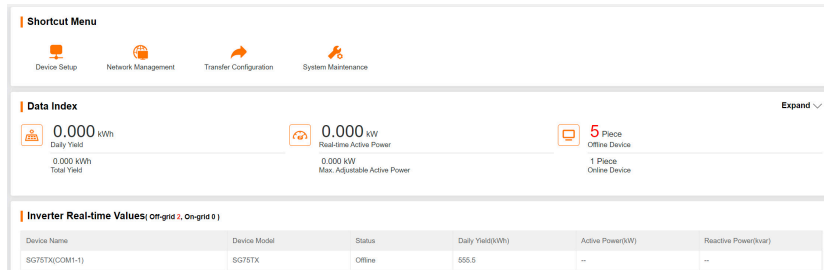 Shortcut Menu
Device Setup Network Management Transfer Configuration System Maintenance
Data Index Expand
0.000 kWh 0.000 kW 5 Piece
Daily Yield Real-time Active Power Offline Device
0.000 kWh 0.000 kW 1 Piece
Total Yield Max. Adjustable Active Power Online Device
Inverter Real-time Values( Off-grid 2, On-grid 0 )
Device Name Device Model Status Daily Yield(kWh) Active Power(kW) Reactive Power(kvar)
SG75TX(COM1-1) SG75TX Offline 555.5 -- --